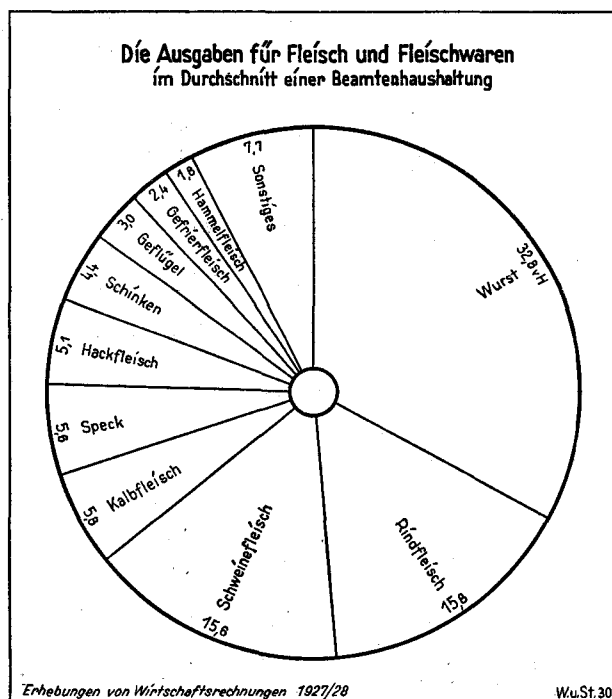 Die Ausgaben für Fleisch und Fleischwaren
im Durchschnitt einer Beamtenhaushaltung
32,8 vH
Wurst
Rindfleisch
15,8
Schweinefleisch
15,6
Kalbfleisch
5,8
Speck
5,6
Hackfleisch
5,1
Schinken
4,4
Geflügel
3,0
Gefrierfleisch
2,4
Hammelfleisch
1,8
Sonstiges
7,7
Erhebungen von Wirtschaftsrechnungen 1927/28
W.u.St.30